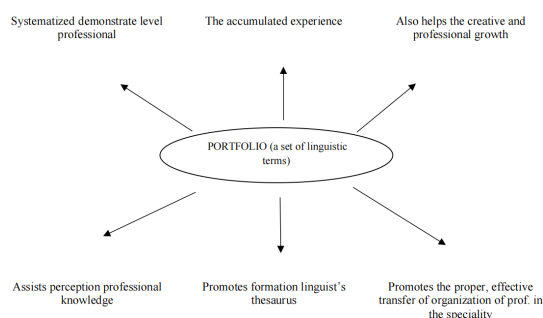 Systematized demonstrate level
professional
The accumulated experience
Also helps the creative and
professional growth
PORTFOLIO (a set of linguistic
terms)
Assists perception professional
knowledge
Promotes formation linguist's
thesaurus
Promotes the proper, effective
transfer of organization of prof. in
the speciality